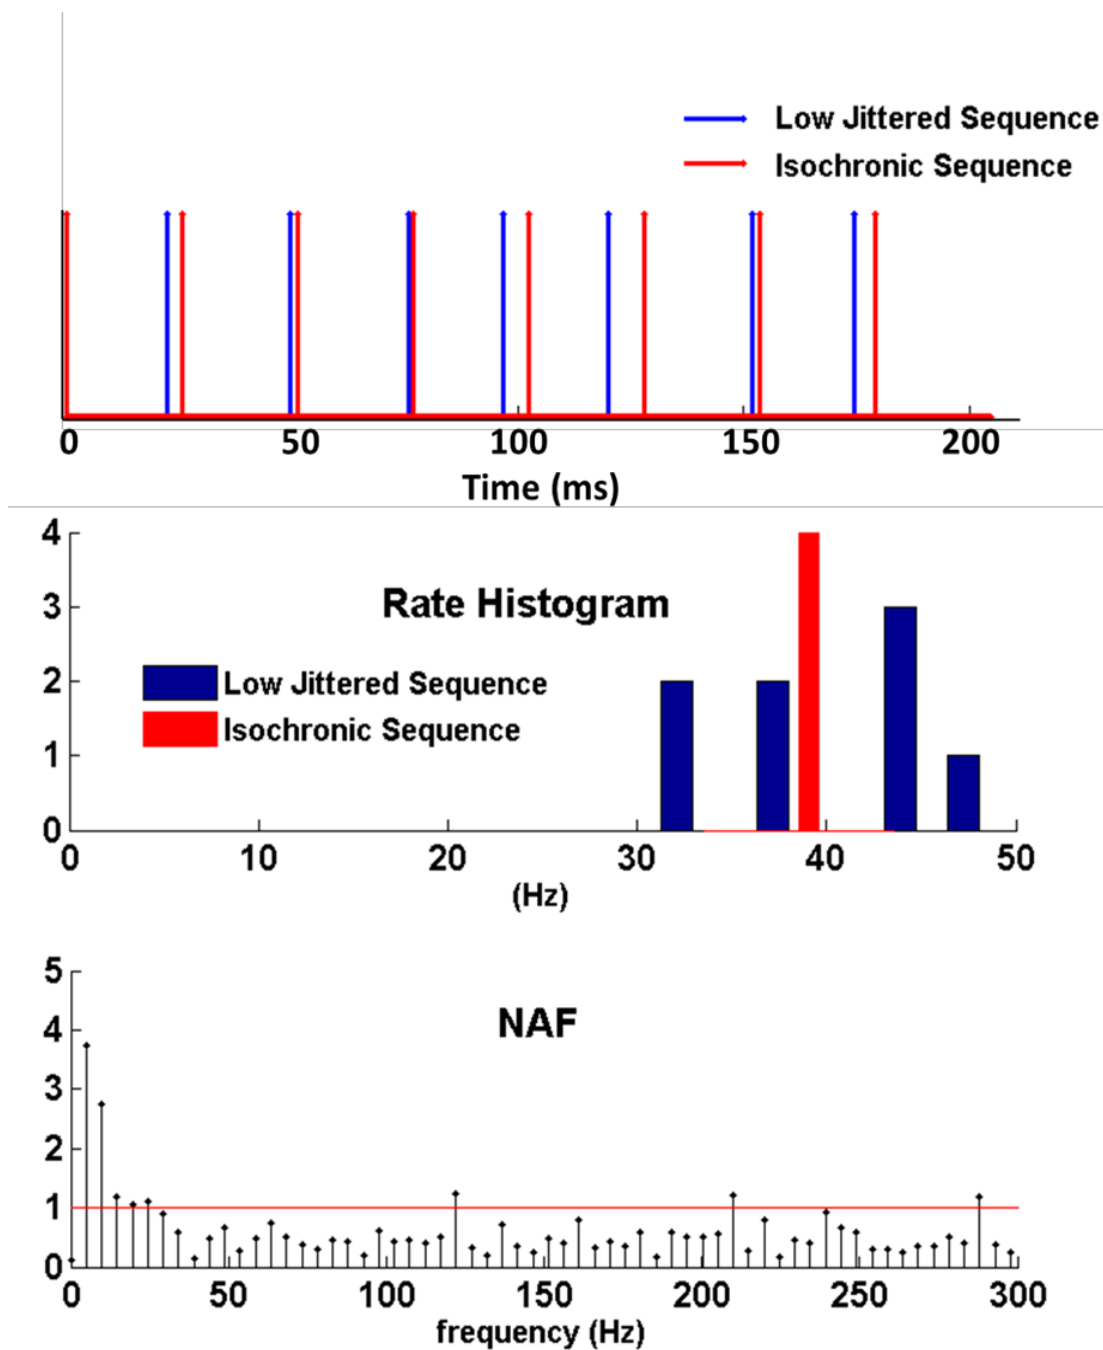 Low Jittered Sequence
Isochronic Sequence
0 50 100 150 200
Time (ms)
4
3
2
1
0
Rate Histogram
Low Jittered Sequence
Isochronic Sequence
0 10 20 30 40 50
(Hz)
5
4
3
2
1
0
NAF
0 50 100 150 200 250 300
frequency (Hz)